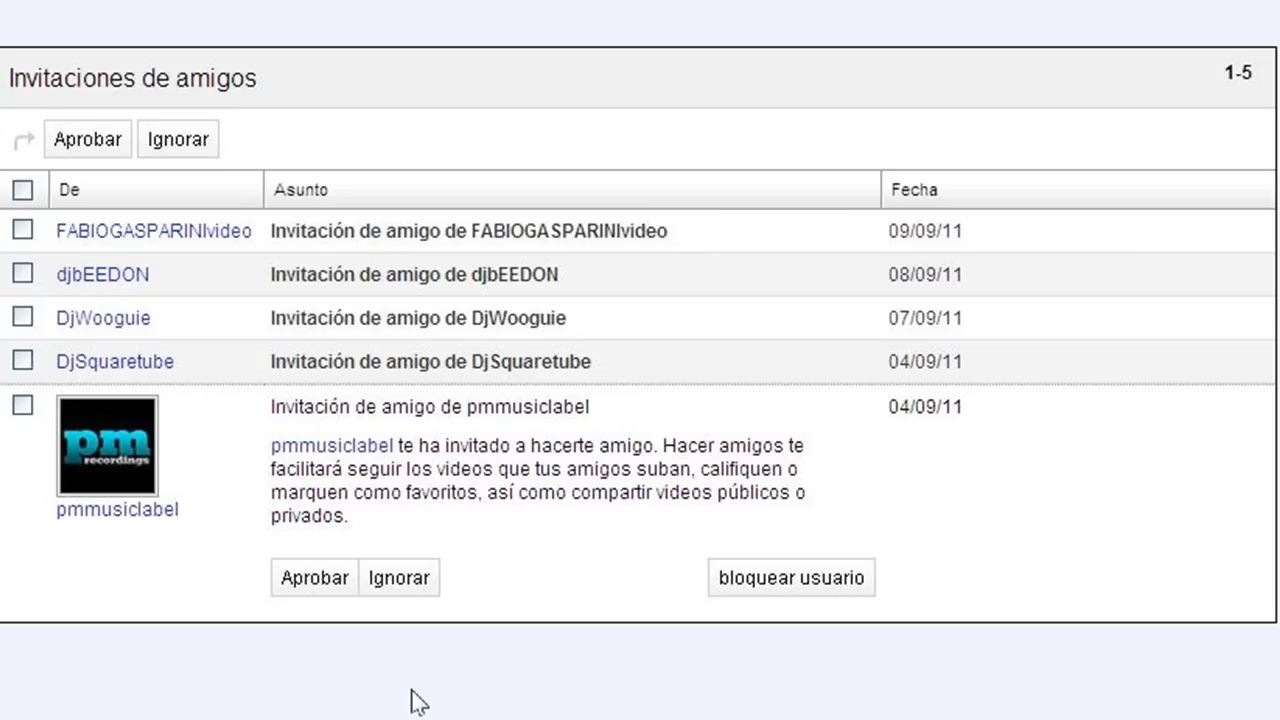 Invitaciones de amigos
1-5
Aprobar Ignorar
De Asunto Fecha
FABIOGASPARINIvideo Invitación de amigo de FABIOGASPARINIvideo 09/09/11
djbEEDON Invitación de amigo de djbEEDON 08/09/11
DjWooguie Invitación de amigo de DjWooguie 07/09/11
DjSquaretube Invitación de amigo de DjSquaretube 04/09/11
Invitación de amigo de pmmusiclabel 04/09/11
pm
recordings
pmmusiclabel
pmmusiclabel te ha invitado a hacerte amigo. Hacer amigos te
facilitará seguir los videos que tus amigos suban, califiquen o
marquen como favoritos, así como compartir videos públicos o
privados.
Aprobar Ignorar bloquear usuario